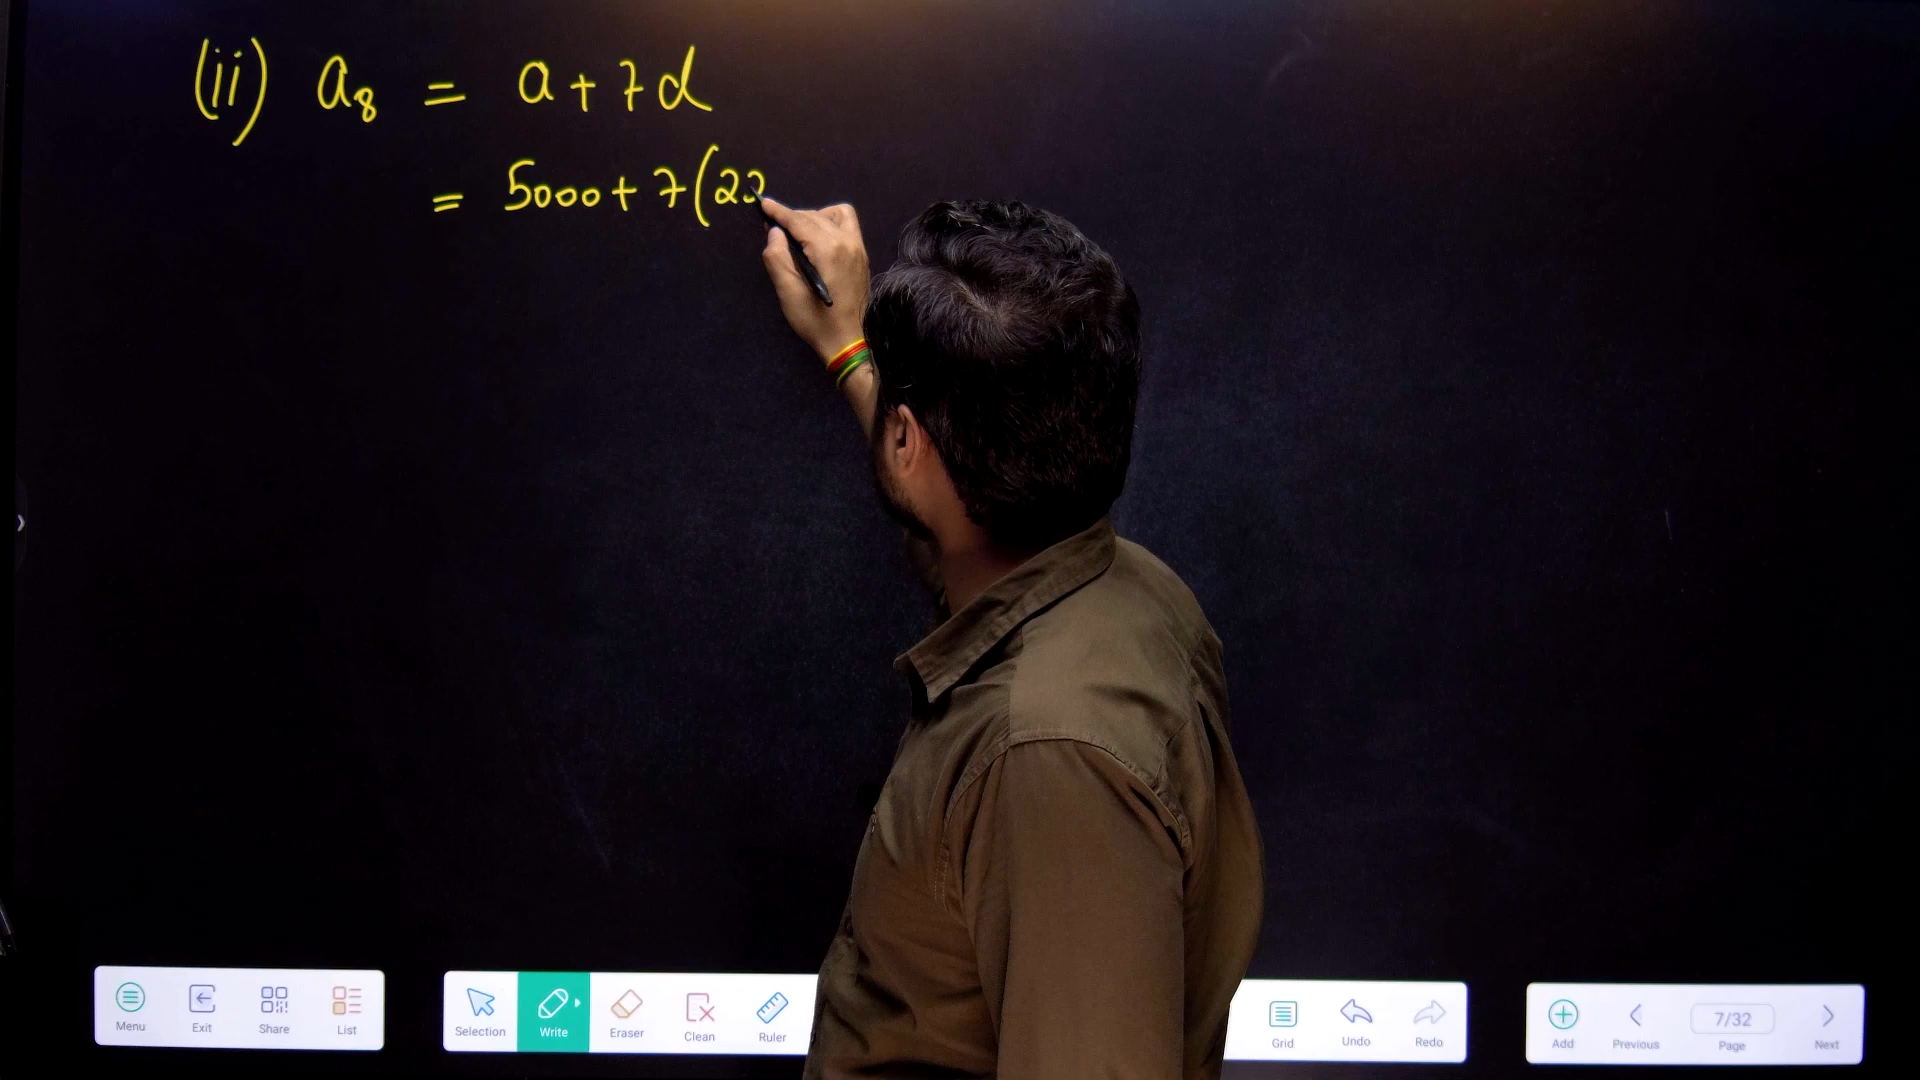 (ii) a₈ = a + 7d
= 5000 + 7(22
Menu
Exit
Share
List
Selection
Write
Eraser
Clean
Ruler
Grid
Undo
Redo
Add
Previous
7/32
Page
Next